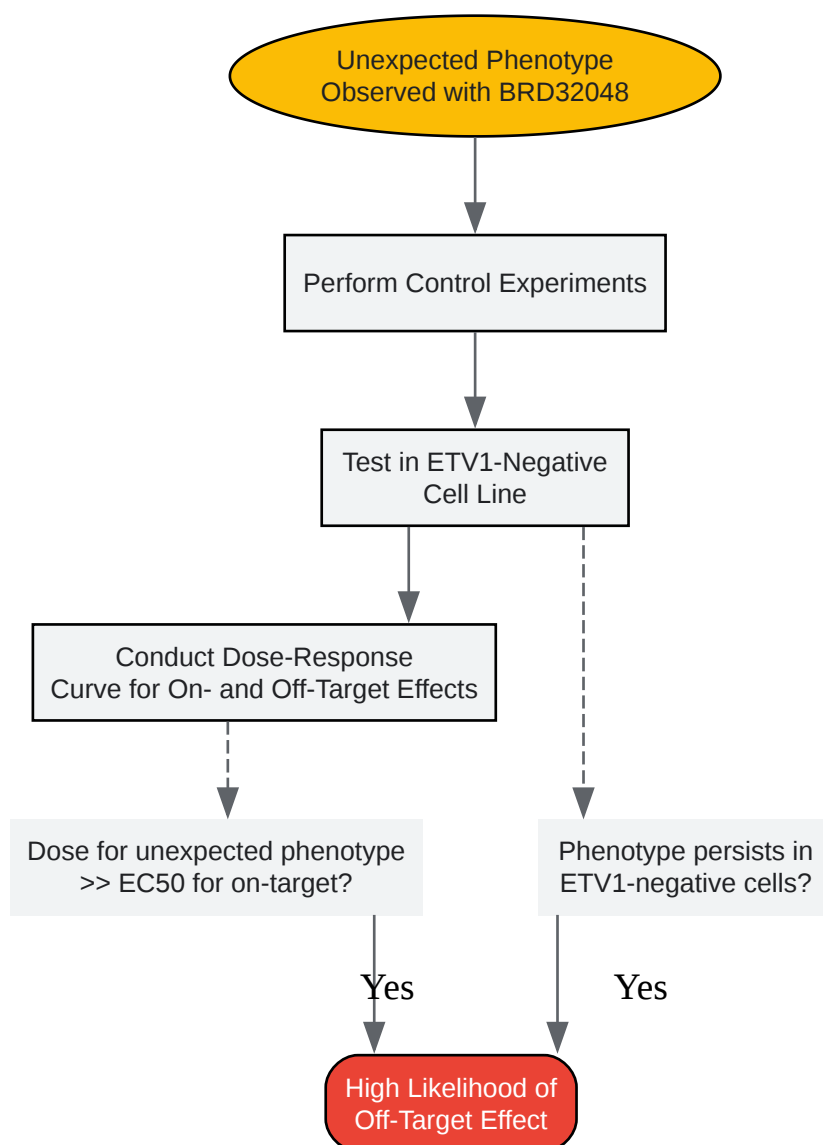 Unexpected Phenotype
Observed with BRD32048
Perform Control Experiments
Test in ETV1-Negative
Cell Line
Conduct Dose-Response
Curve for On- and Off-Target Effects
Dose for unexpected phenotype
>> EC50 for on-target?
Phenotype persists in
ETV1-negative cells?
Yes
Yes
High Likelihood of
Off-Target Effect